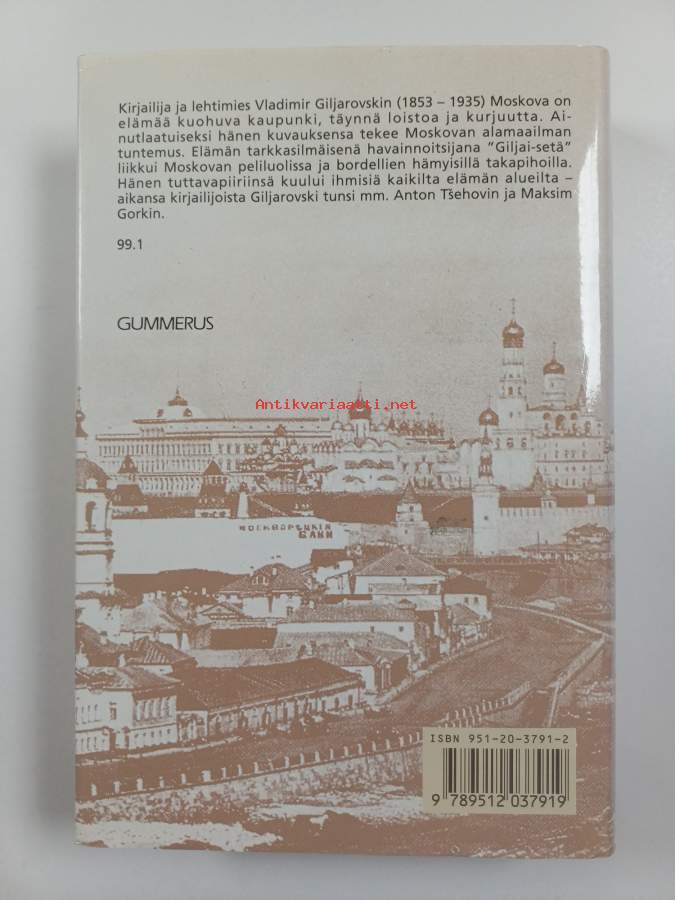 Kirjailija ja lehtimies Vladimir Giljarovskin (1853 – 1935) Moskova on
elämää kuohuva kaupunki, täynnä loistoa ja kurjuutta. Ai-
nutlaatuiseksi hänen kuvauksensa tekee Moskovan alamaailman
tuntemus. Elämän tarkkasilmäisenä havainnoitsijana "Giljai-setä"
liikkui Moskovan peliluolissa ja bordellien hämyisillä takapihoilla.
Hänen tuttavapiiriinsä kuului ihmisiä kaikilta elämän alueilta –
aikansa kirjailijoista Giljarovski tunsi mm. Anton Tšehovin ja Maksim
Gorkin.
99.1
GUMMERUS
Antikvariaatti.net
БАНИ
ISBN 951-20-3791-2
9 789512 037919